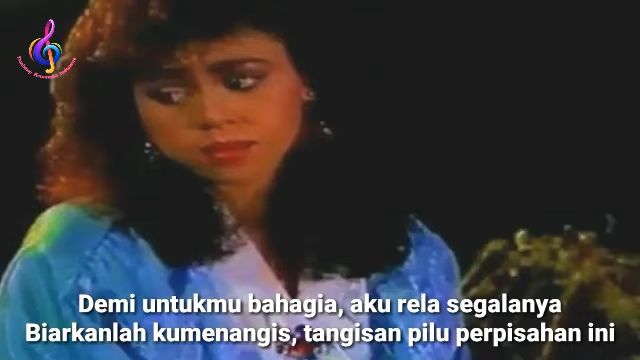 Demi untukmu bahagia, aku rela segalanya
Biarkanlah kumenangis, tangisan pilu perpisahan ini